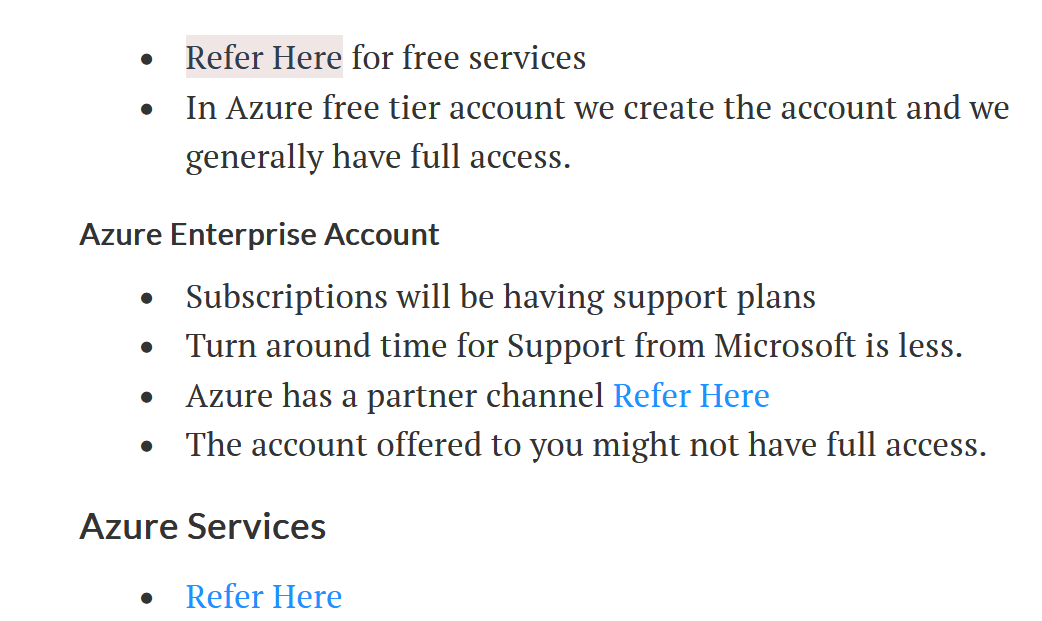 Refer Here for free services
In Azure free tier account we create the account and we
generally have full access.
Azure Enterprise Account
Subscriptions will be having support plans
Turn around time for Support from Microsoft is less.
Azure has a partner channel Refer Here
The account offered to you might not have full access.
Azure Services
Refer Here